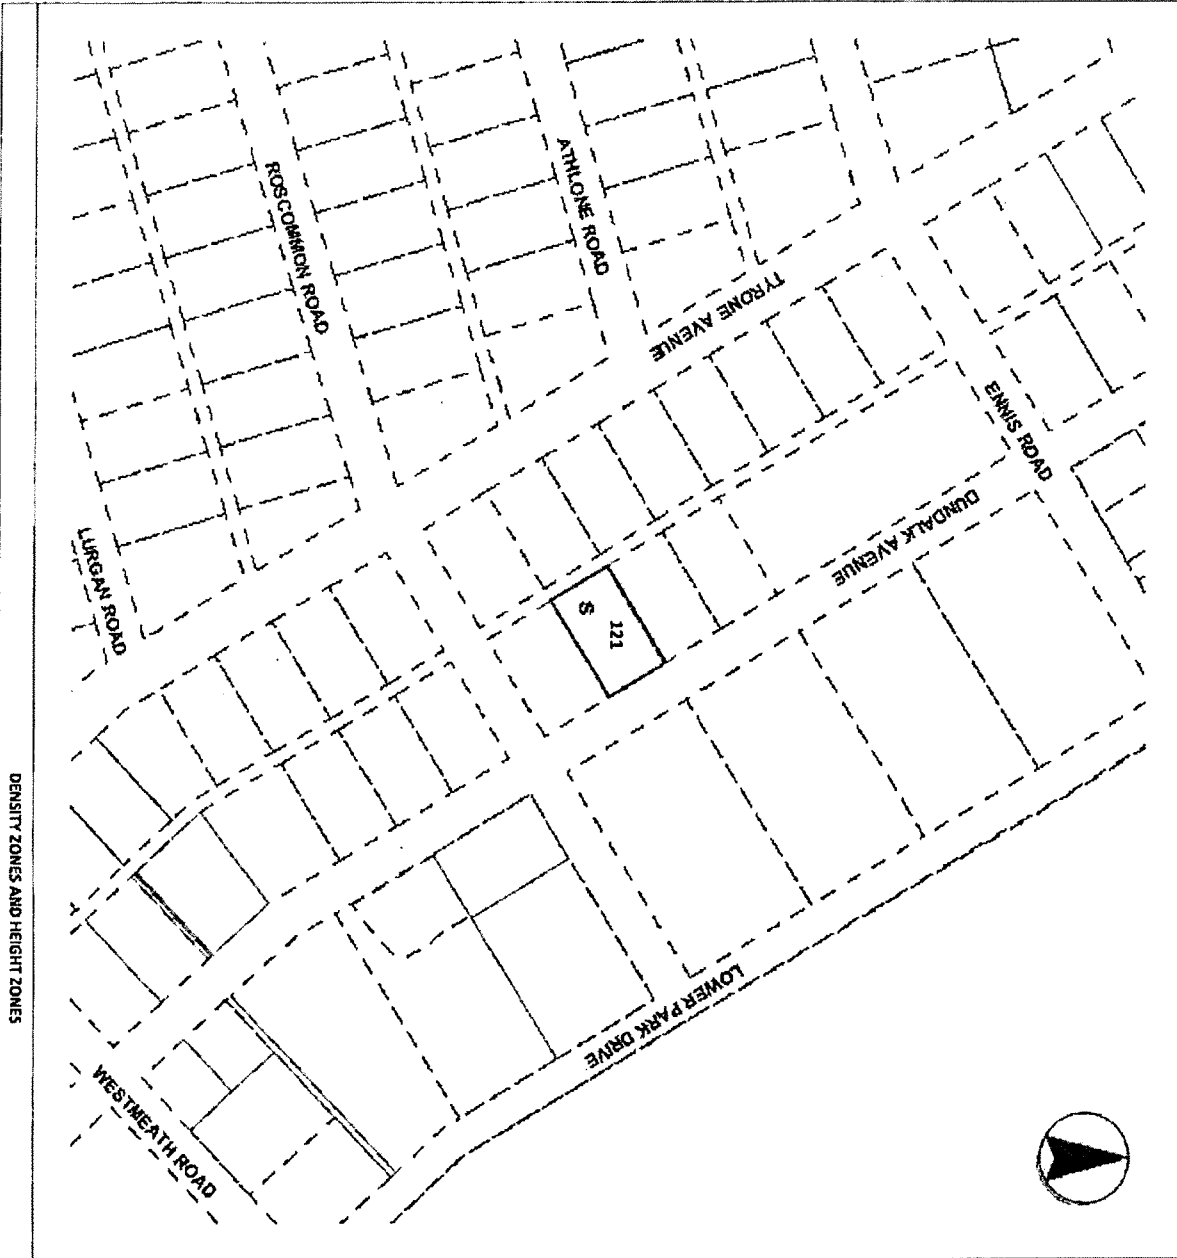 DENSITY ZONES AND HEIGHT ZONES
ROSCOMMON ROAD
ATHLONE ROAD
TYRONE AVENUE
ENNIS ROAD
DUNDALK AVENUE
LURGAN ROAD
121
LOWER PARK DRIVE
WESTMEATH ROAD